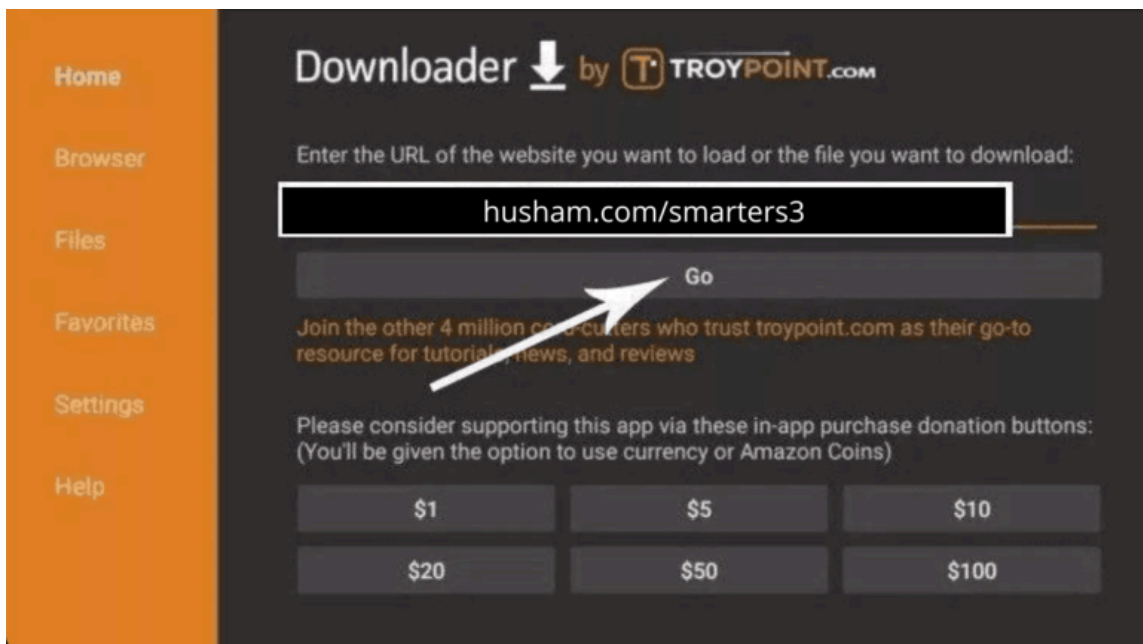 Home
Browser
Files
Favorites
Settings
Help
Downloader by T TROYPOINT.COM
Enter the URL of the website you want to load or the file you want to download:
husham.com/smarters3
Go
Join the other 4 million cord-cutters who trust troypoint.com as their go-to
resource for tutorials, news, and reviews
Please consider supporting this app via these in-app purchase donation buttons:
(You'll be given the option to use currency or Amazon Coins)
$1 $5 $10
$20 $50 $100